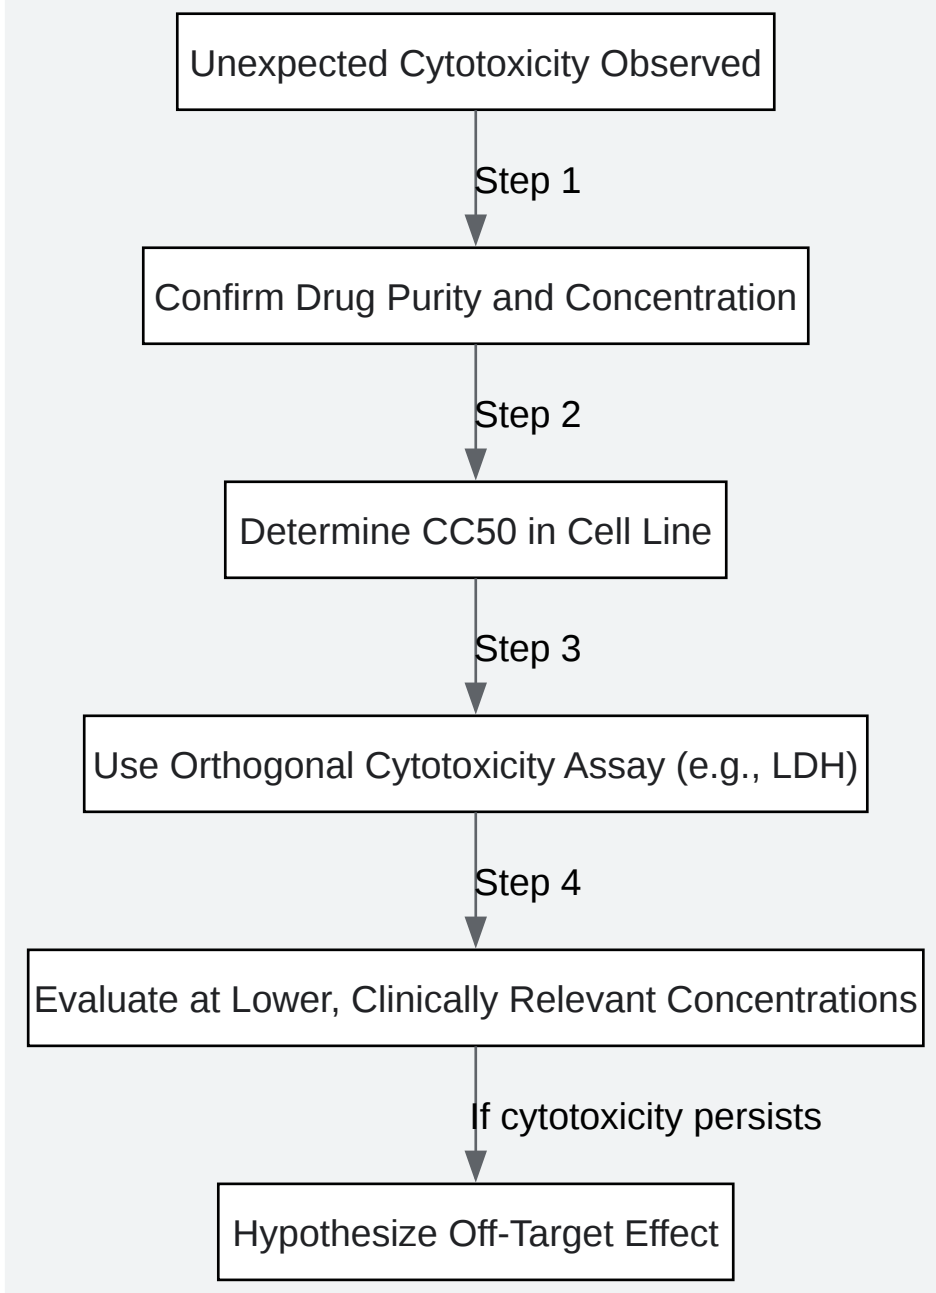 Unexpected Cytotoxicity Observed
Step 1
Confirm Drug Purity and Concentration
Step 2
Determine CC50 in Cell Line
Step 3
Use Orthogonal Cytotoxicity Assay (e.g., LDH)
Step 4
Evaluate at Lower, Clinically Relevant Concentrations
If cytotoxicity persists
Hypothesize Off-Target Effect